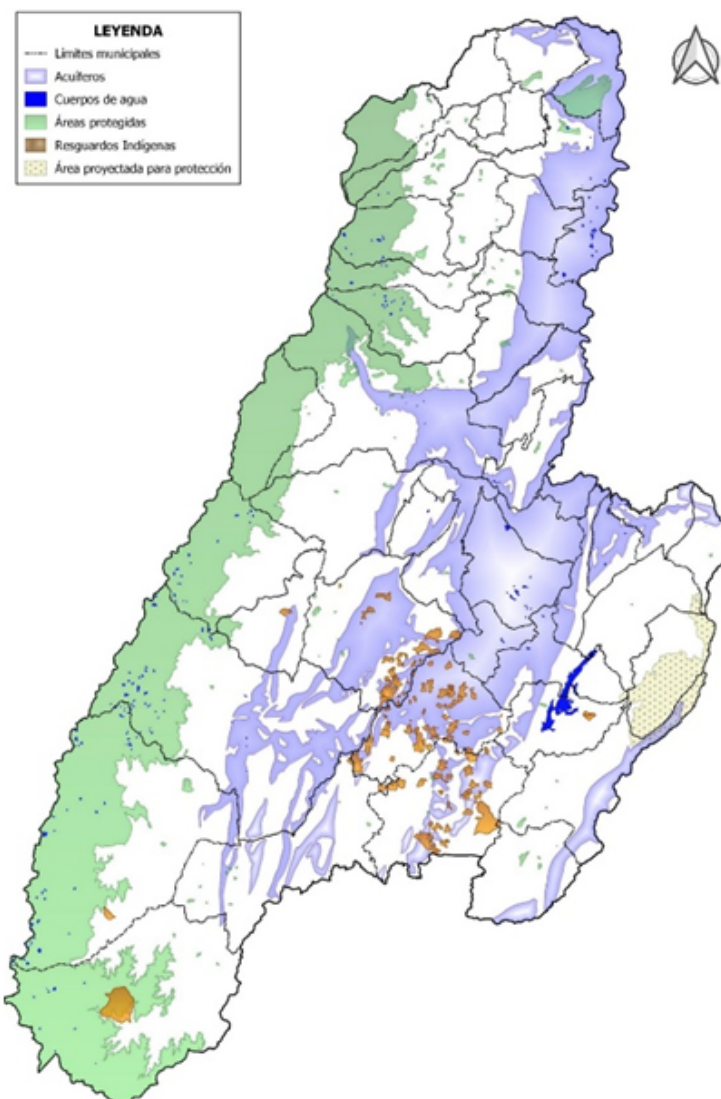 LEYENDA
Límites municipales
Acuíferos
Cuerpos de agua
Áreas protegidas
Resguardos Indígenas
Área proyectada para protección